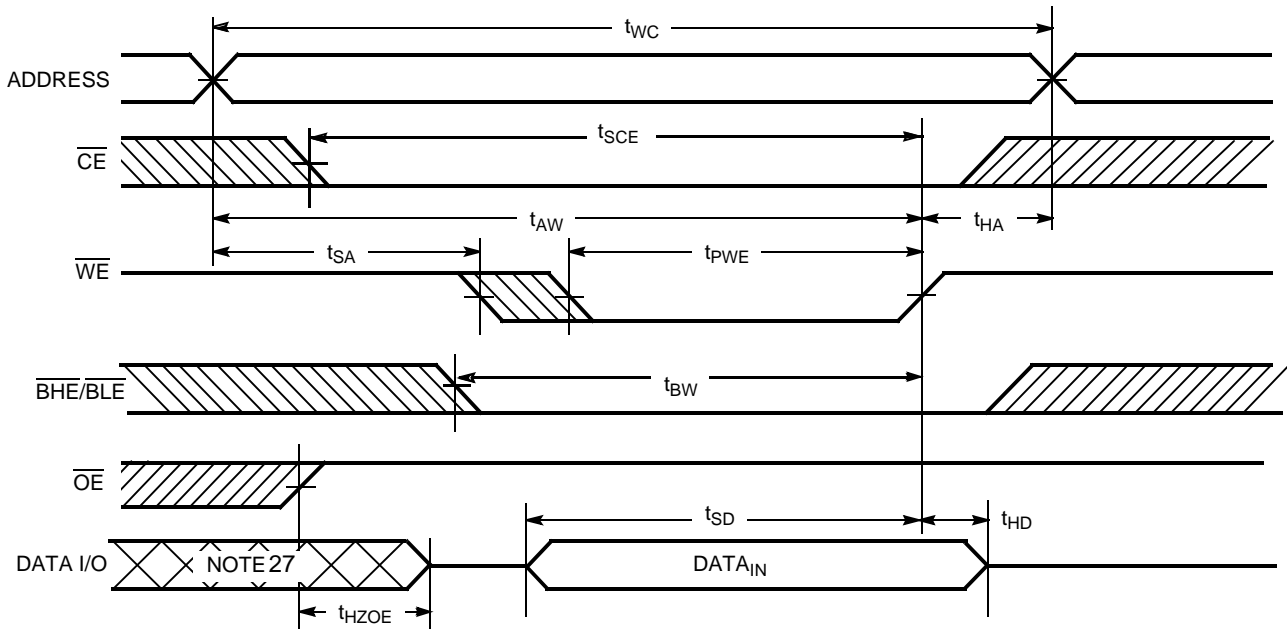 tWC
ADDRESS
tSCE
CE
tAW
tHA
tSA
tPWE
WE
tBW
BHE/BLE
OE
tSD
tHD
DATA I/O
NOTE 27
DATAIN
tHZOE